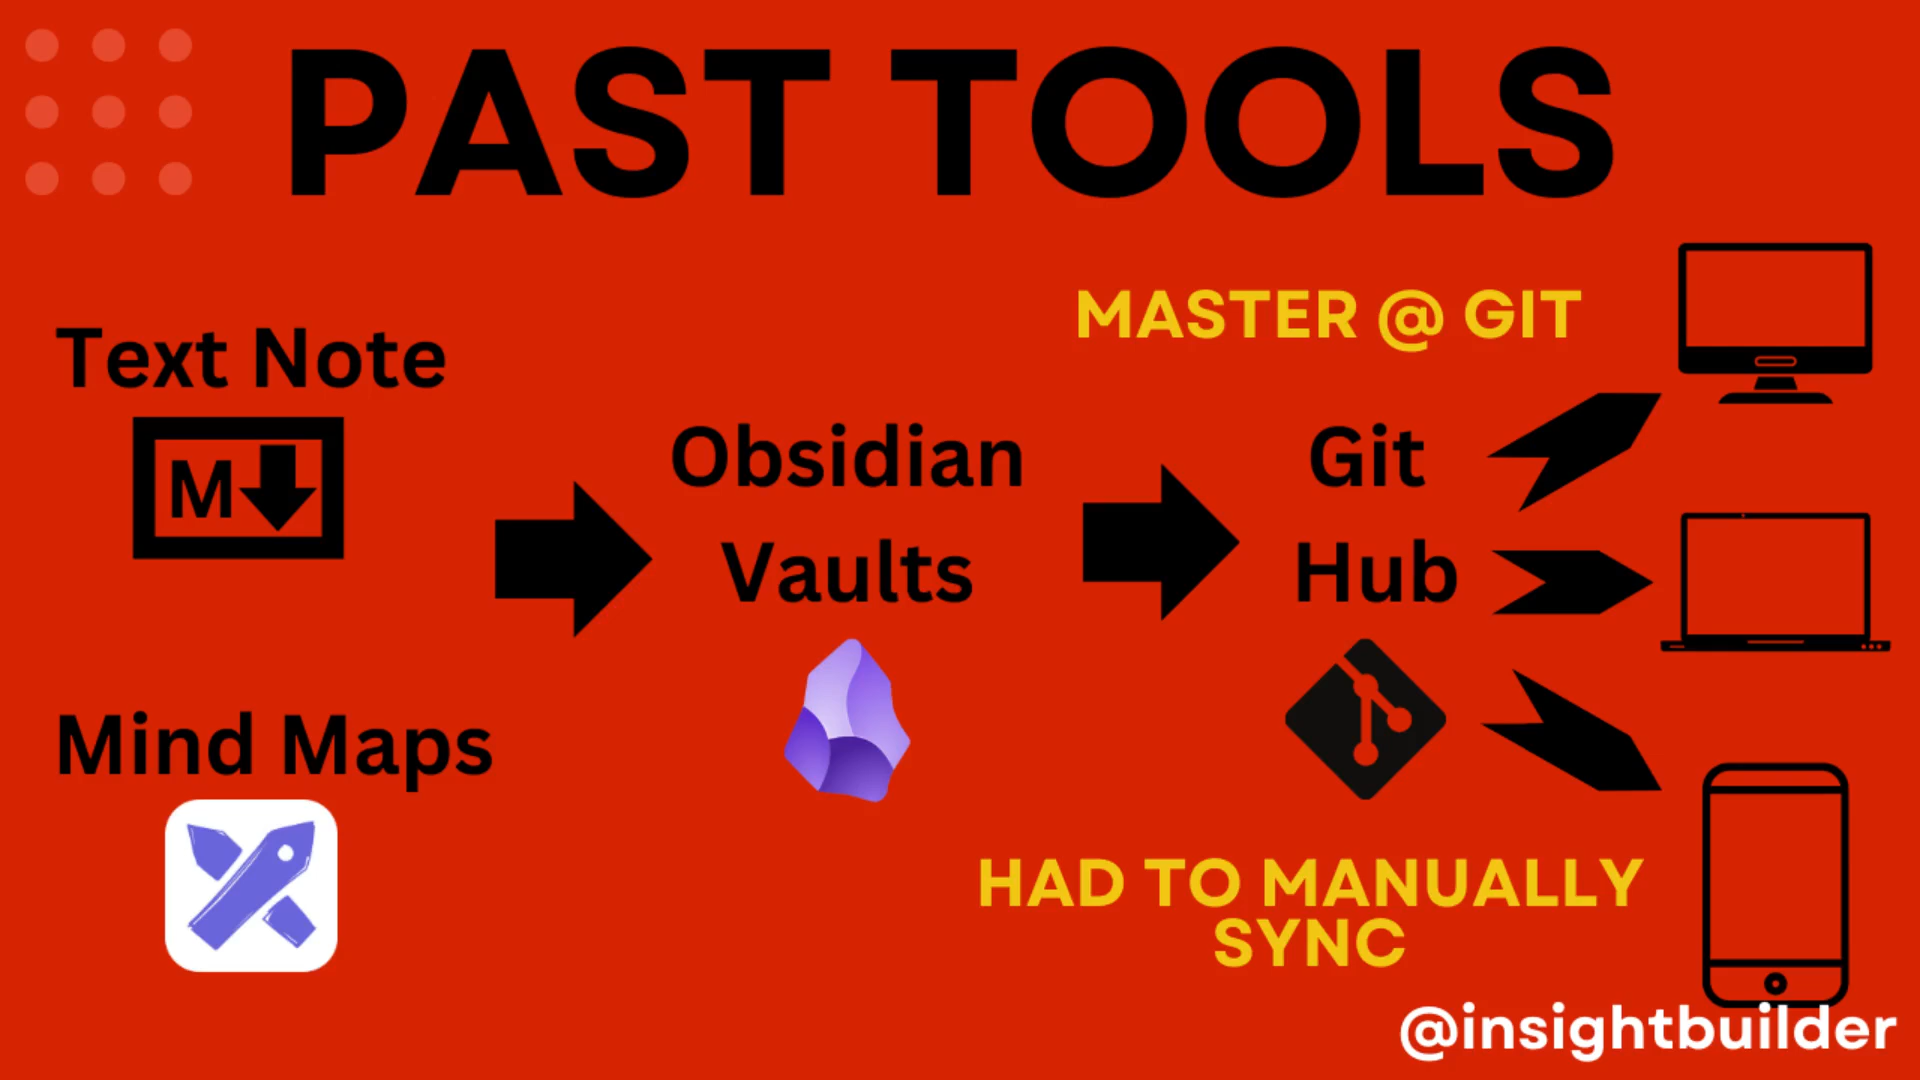 PAST TOOLS
MASTER @ GIT
Text Note
M
Obsidian
Vaults
Git
Hub
Mind Maps
HAD TO MANUALLY
SYNC
@insightbuilder